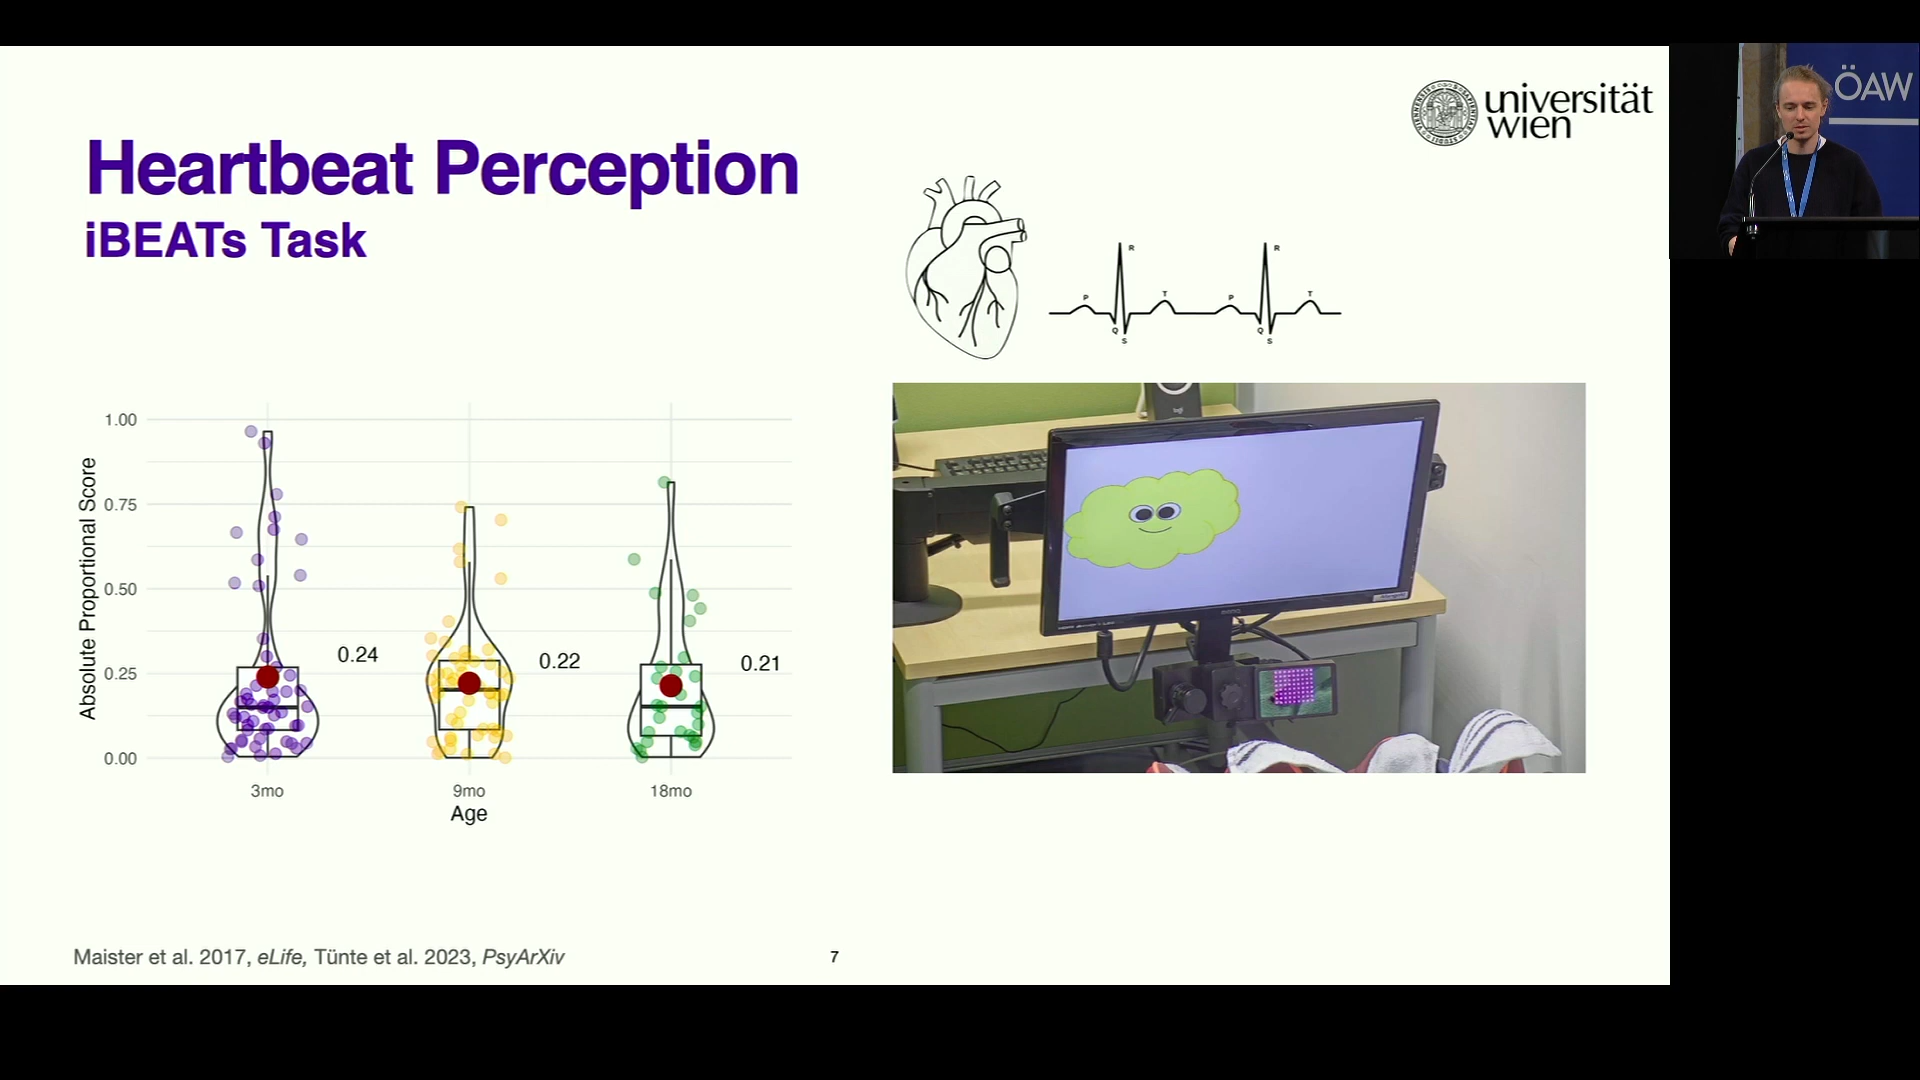 universität
wien
ÖAW
Heartbeat Perception
iBEATs Task
R
R
P
T
P
T
Q
S
Q
S
Absolute Proportional Score
1.00
0.75
0.50
0.25
0.00
0.24
0.22
0.21
3mo
9mo
18mo
Age
logi
Maister et al. 2017, eLife, Tünte et al. 2023, PsyArXiv
7